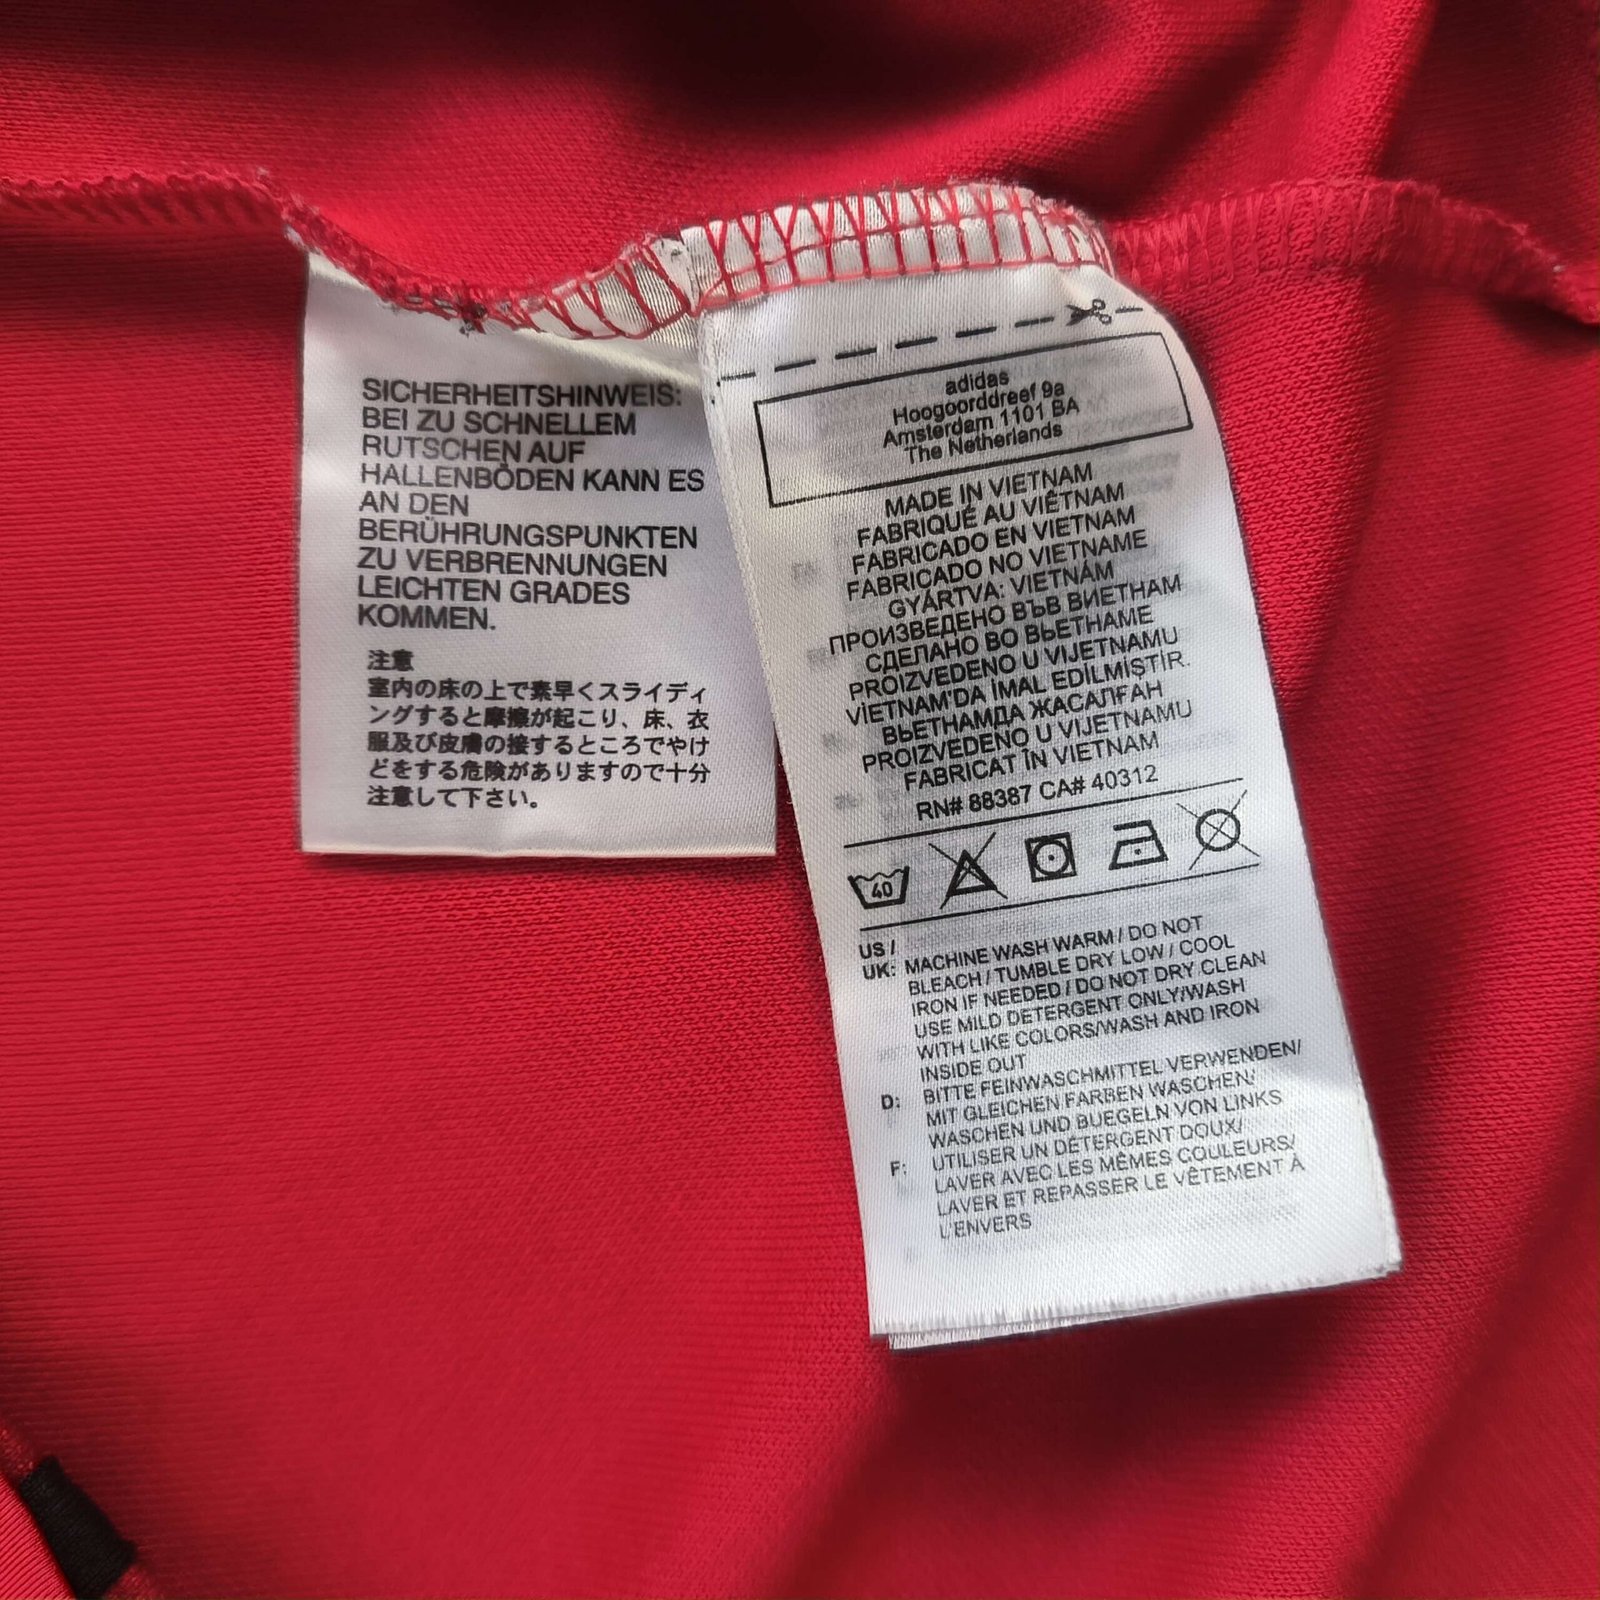 SICHERHEITSHINWEIS:
BEI ZU SCHNELLEM
RUTSCHEN AUF
HALLENBÖDEN KANN ES
AN DEN
BERÜHRUNGSPUNKTEN
ZU VERBRENNUNGEN
LEICHTEN GRADES
KOMMEN.
注意
室内の床の上で素早くスライディ
ングすると摩擦が起こり、床、衣
服及び皮膚の接するところでやけ
どをする危険がありますので十分
注意して下さい。
adidas
Hoogoorddreef 9a
Amsterdam 1101 BA
The Netherlands
MADE IN VIETNAM
FABRIQUÉ AU VIÊTNAM
FABRICADO EN VIETNAM
FABRICADO NO VIETNAME
GYÁRTVA: VIETNÁM
ПРОИЗВЕДЕНО ВЪВ ВИЕТНАМ
СДЕЛАНО ВО ВЬЕТНАМЕ
PROIZVEDENO U VIJETNAMU
VİETNAM'DA İMAL EDİLMİŞTİR.
ВЬЕТНАМДА ЖАСАЛҒАН
PROIZVEDENO U VIJETNAMU
FABRICAT ÎN VIETNAM
RN# 88387 CA# 40312
40
US /
UK: MACHINE WASH WARM / DO NOT
BLEACH / TUMBLE DRY LOW / COOL
IRON IF NEEDED / DO NOT DRY CLEAN
USE MILD DETERGENT ONLY/WASH
WITH LIKE COLORS/WASH AND IRON
INSIDE OUT
D: BITTE FEINWASCHMITTEL VERWENDEN/
MIT GLEICHEN FARBEN WASCHEN/
WASCHEN UND BUEGELN VON LINKS
F: UTILISER UN DÉTERGENT DOUX/
LAVER AVEC LES MÊMES COULEURS/
LAVER ET REPASSER LE VÊTEMENT À
L'ENVERS